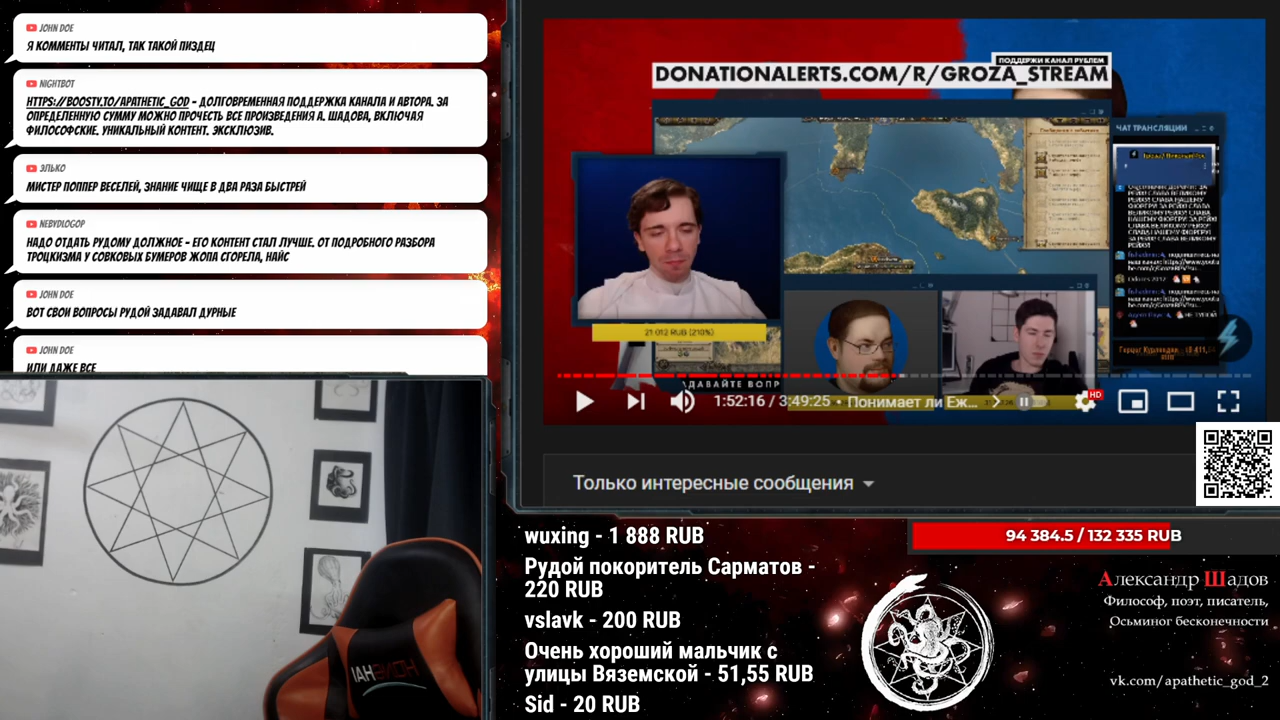 JOHN DOE
Я КОММЕНТЫ ЧИТАЛ, ТАК ТАКОЙ ПИЗДЕЦ
NIGHTBOT
HTTPS://BOOSTY.TO/APATHETIC_GOD - ДОЛГОВРЕМЕННАЯ ПОДДЕРЖКА КАНАЛА И АВТОРА. ЗА
ОПРЕДЕЛЕННУЮ СУММУ МОЖНО ПРОЧЕСТЬ ВСЕ ПРОИЗВЕДЕНИЯ А. ШАДОВА, ВКЛЮЧАЯ
ФИЛОСОФСКИЕ. УНИКАЛЬНЫЙ КОНТЕНТ. ЭКСКЛЮЗИВ.
ЭЛЬКО
МИСТЕР ПОППЕР ВЕСЕЛЕЙ, ЗНАНИЕ ЧИЩЕ В ДВА РАЗА БЫСТРЕЙ
NEBYDLOGOP
НАДО ОТДАТЬ РУДОМУ ДОЛЖНОЕ - ЕГО КОНТЕНТ СТАЛ ЛУЧШЕ. ОТ ПОДРОБНОГО РАЗБОРА
ТРОЦКИЗМА У СОВКОВЫХ БУМЕРОВ ЖОПА СГОРЕЛА, НАЙС
JOHN DOE
ВОТ СВОИ ВОПРОСЫ РУДОЙ ЗАДАВАЛ ДУРНЫЕ
JOHN DOE
ИЛИ ДАЖЕ ВСЕ
ПОДДЕРЖИ КАНАЛ РУБЛЕМ
DONATIONALERTS.COM/R/GROZA_STREAM
ЧАТ ТРАНСЛЯЦИИ
21 012 RUB (210%)
АДАВАЙТЕ ВОПР
1:52:16 / 3:49:25 • Понимает ли Еж...
HD
Только интересные сообщения
wuxing - 1 888 RUB
Рудой покоритель Сарматов -
220 RUB
vslavk - 200 RUB
Очень хороший мальчик с
улицы Вяземской - 51,55 RUB
Sid - 20 RUB
94 384.5 / 132 335 RUB
Александр Шадов
Философ, поэт, писатель,
Осьминог бесконечности
vk.com/apathetic_god_2